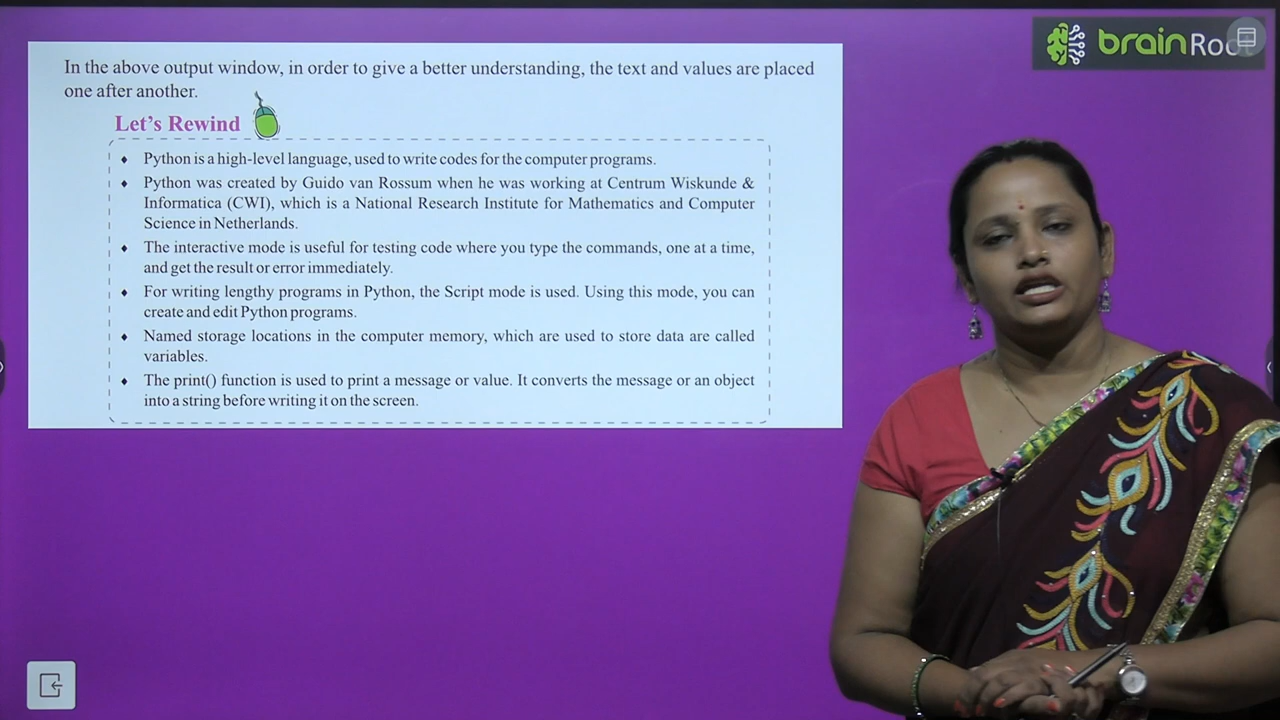 brainRoo
In the above output window, in order to give a better understanding, the text and values are placed
one after another.
Let's Rewind
♦ Python is a high-level language, used to write codes for the computer programs.
♦ Python was created by Guido van Rossum when he was working at Centrum Wiskunde &
Informatica (CWI), which is a National Research Institute for Mathematics and Computer
Science in Netherlands.
♦ The interactive mode is useful for testing code where you type the commands, one at a time,
and get the result or error immediately.
♦ For writing lengthy programs in Python, the Script mode is used. Using this mode, you can
create and edit Python programs.
♦ Named storage locations in the computer memory, which are used to store data are called
variables.
♦ The print() function is used to print a message or value. It converts the message or an object
into a string before writing it on the screen.